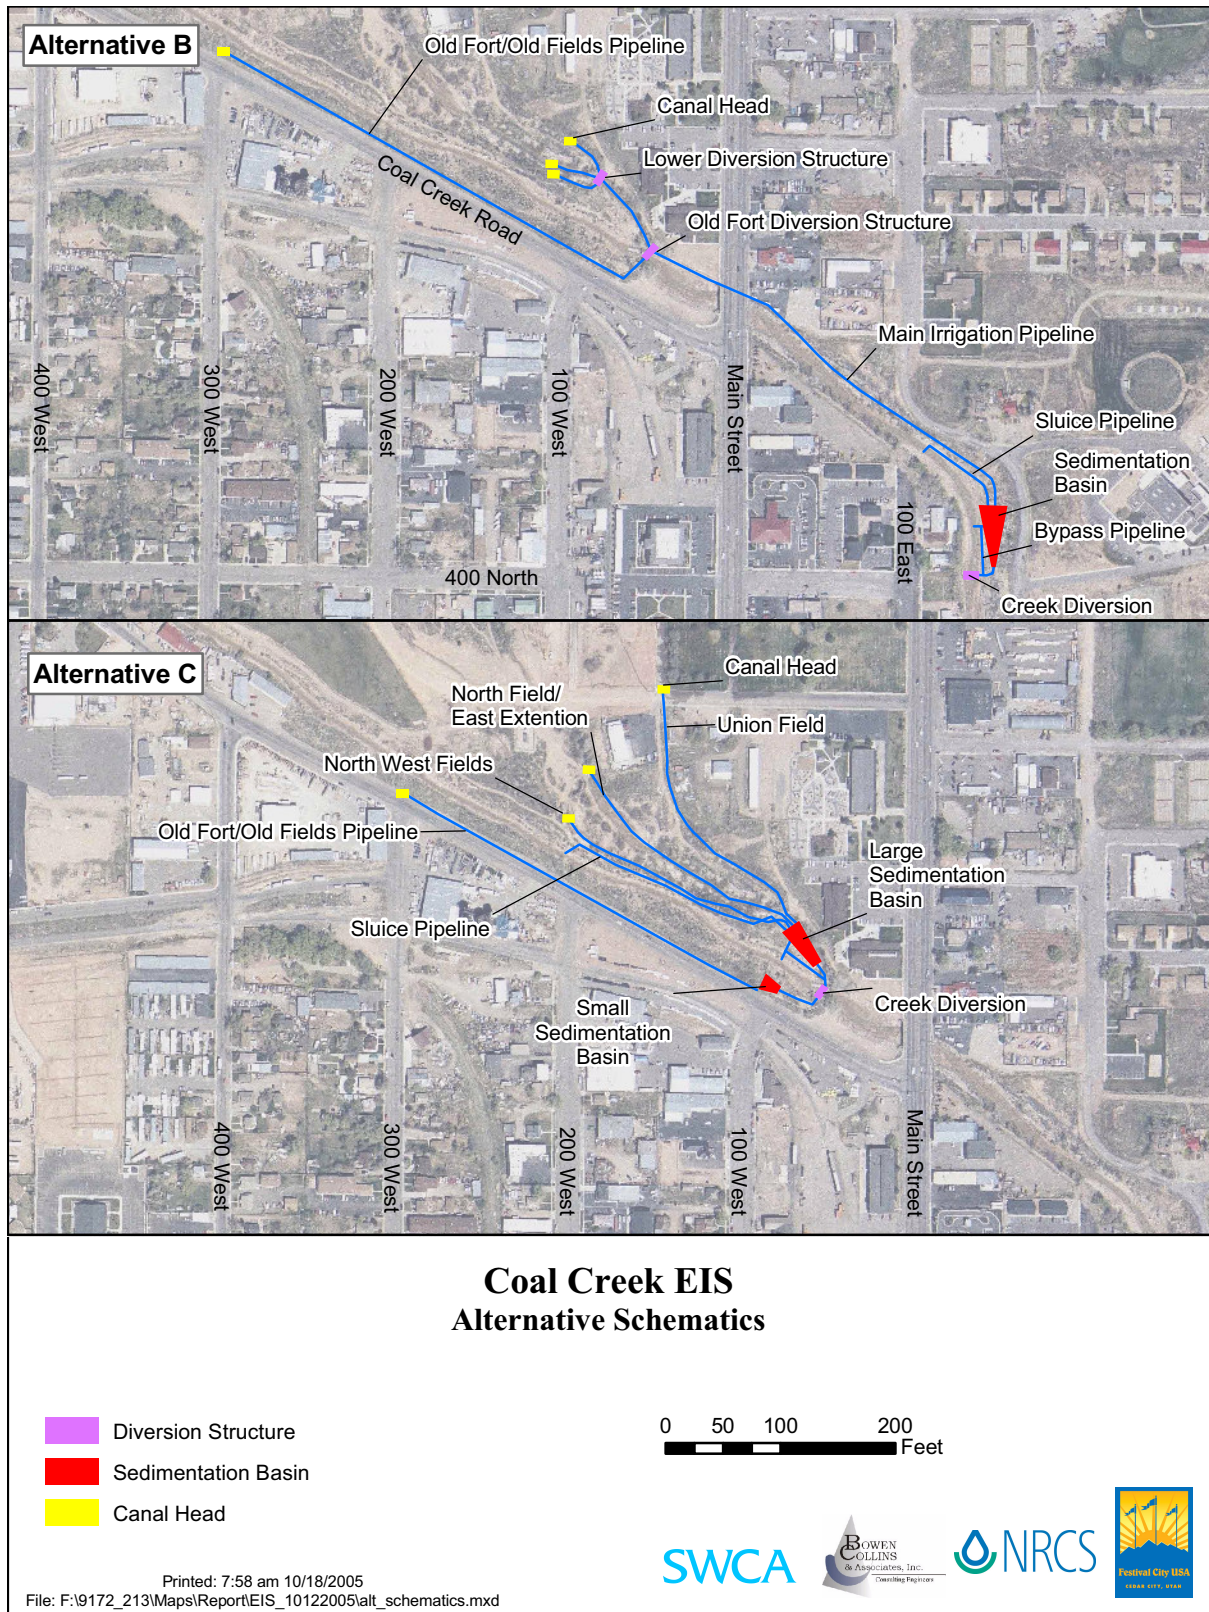 Alternative B
Old Fort/Old Fields Pipeline
Canal Head
Lower Diversion Structure
Coal Creek Road
Old Fort Diversion Structure
Main Irrigation Pipeline
400 West
300 West
200 West
100 West
Main Street
Sluice Pipeline
Sedimentation
Basin
100 East
Bypass Pipeline
400 North
Creek Diversion
Alternative C
Canal Head
North Field/
East Extention
Union Field
North West Fields
Old Fort/Old Fields Pipeline
Large
Sedimentation
Basin
Sluice Pipeline
Small
Sedimentation
Basin
Creek Diversion
400 West
300 West
200 West
100 West
Main Street
Coal Creek EIS
Alternative Schematics
Diversion Structure
Sedimentation Basin
Canal Head
0 50 100 200
Feet
SWCA
BOWEN
COLLINS
& Associates, Inc.
Consulting Engineers
NRCS
Festival City USA
CEDAR CITY, UTAH
Printed: 7:58 am 10/18/2005
File: F:\9172_213\Maps\Report\EIS_10122005\alt_schematics.mxd